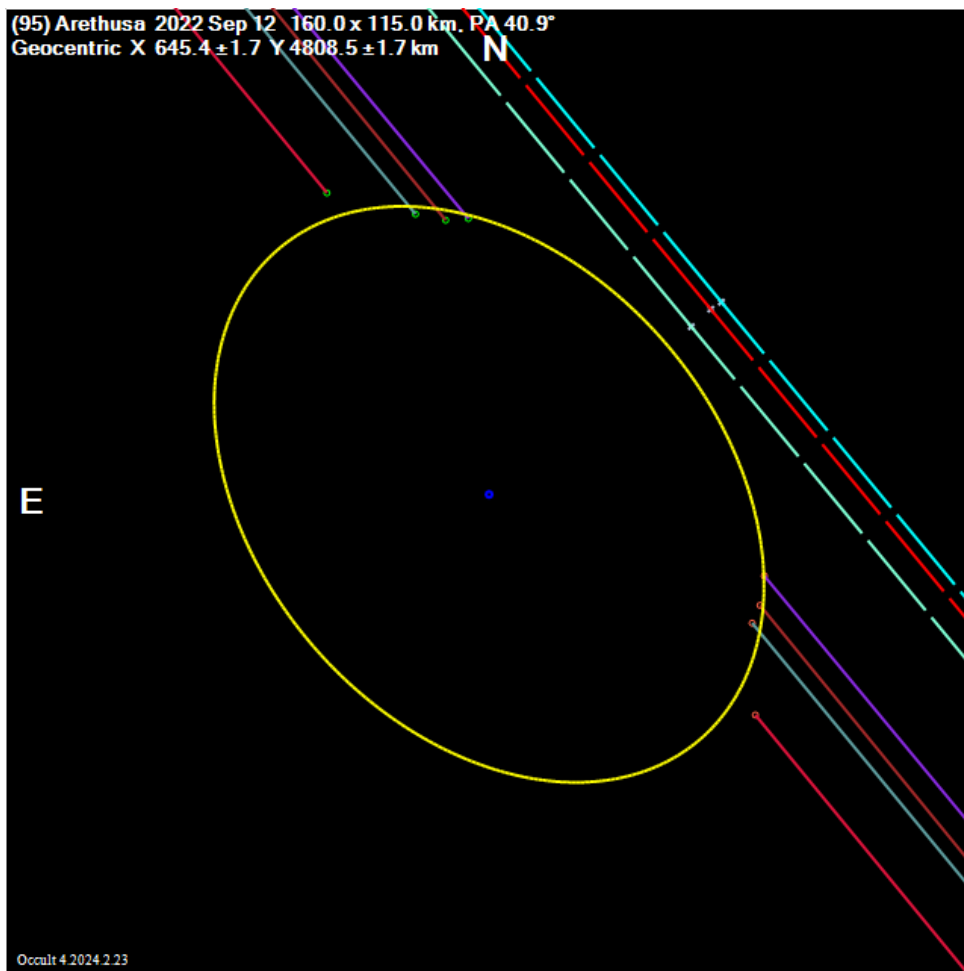 (95) Arethusa 2022 Sep 12 160.0 x 115.0 km, PA 40.9°
Geocentric X 645.4 ±1.7 Y 4808.5 ±1.7 km
N
E
Occult 4.2024.2.23